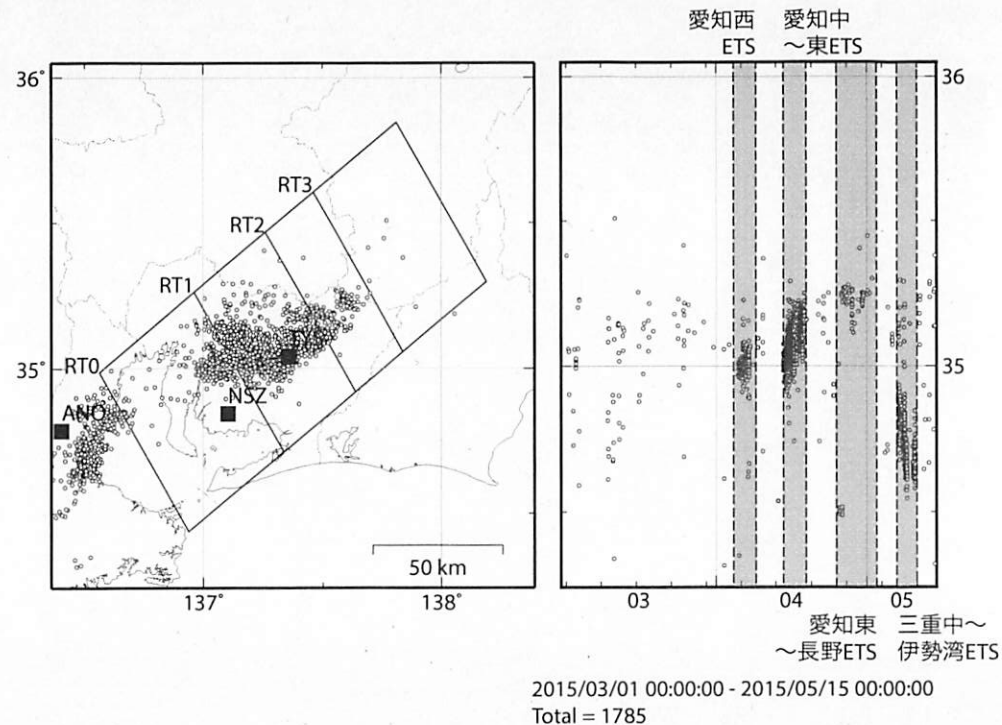 愛知西
ETS
愛知中
～東ETS
36°
35°
RT3
RT2
RT1
RT0
ANO
NSZ
50 km
137°
138°
36
35
03
04
05
愛知東
～長野ETS
三重中～
伊勢湾ETS
2015/03/01 00:00:00 - 2015/05/15 00:00:00
Total = 1785